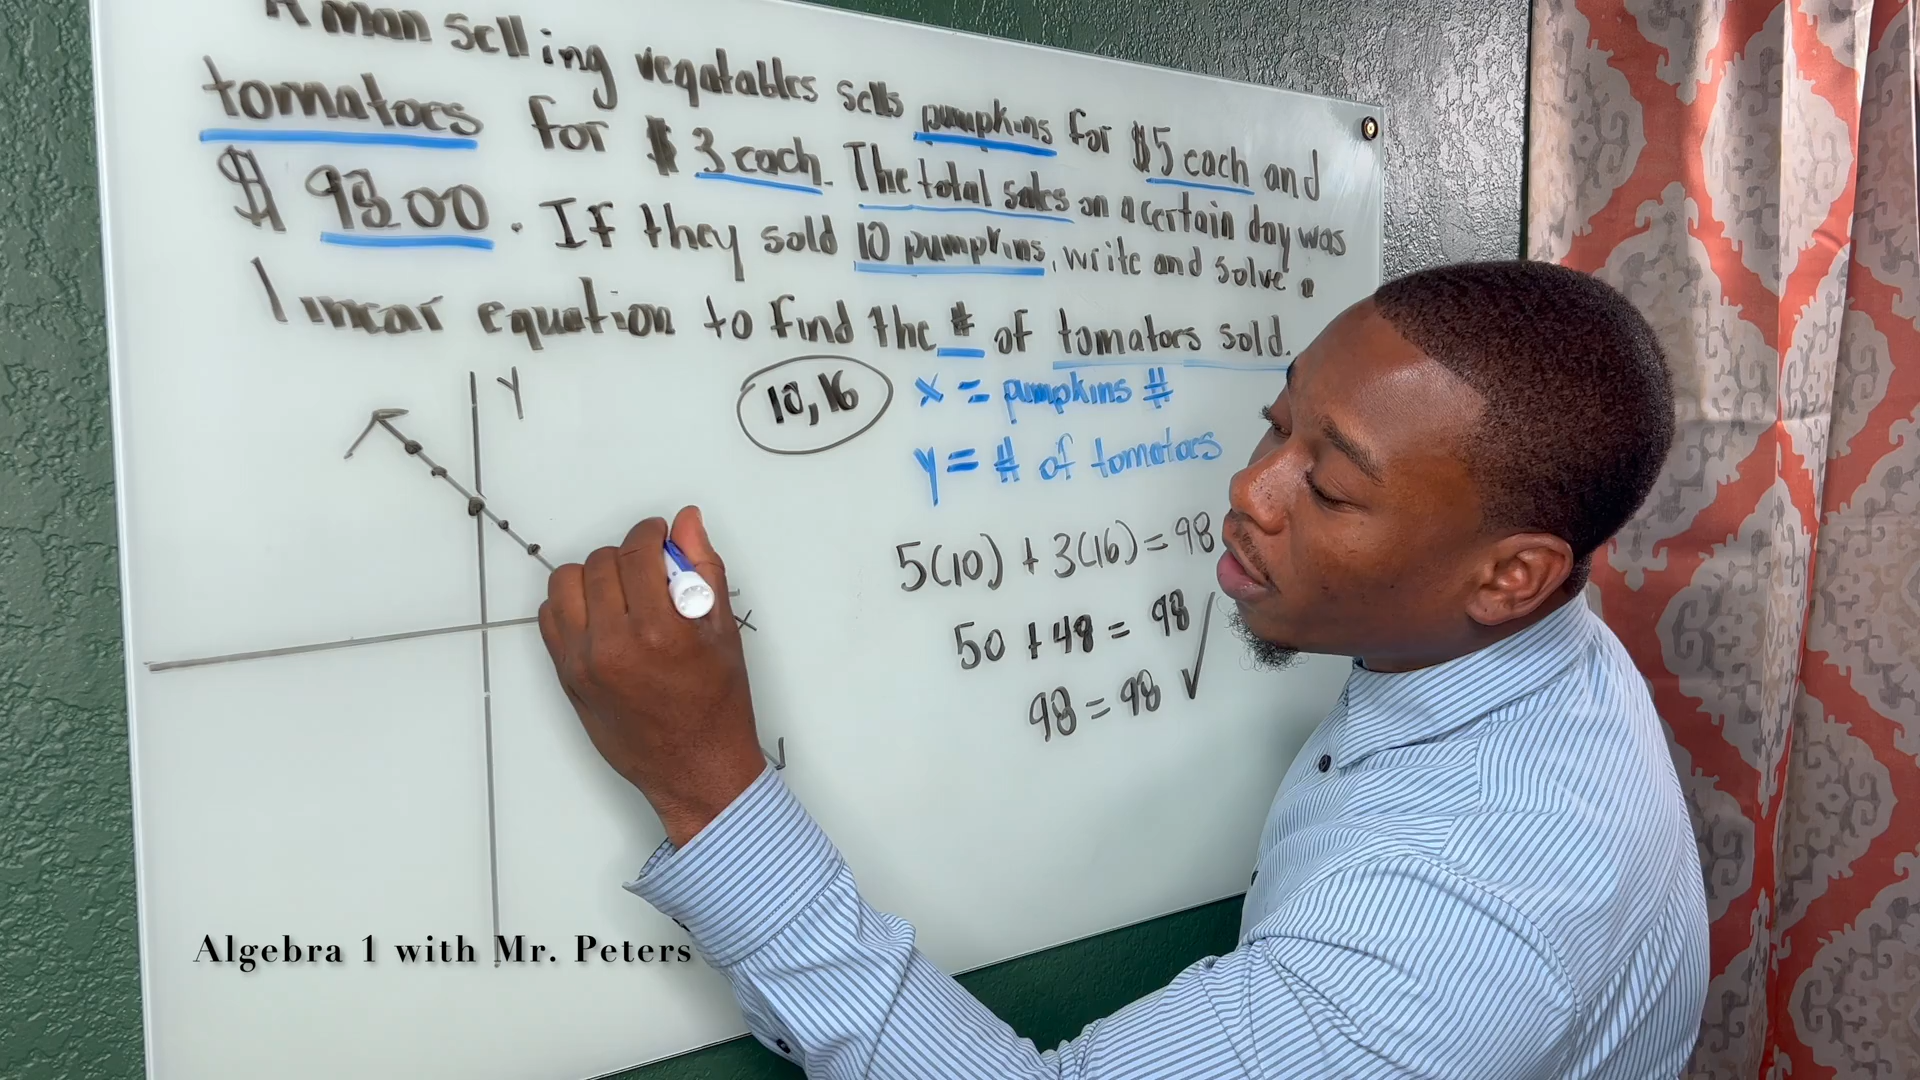 A man selling vegatables sells pumpkins for $5 each and
tomatoes for $3 each. The total sales on a certain day was
$ 98.00. If they sold 10 pumpkins, write and solve a
linear equation to find the # of tomatoes sold.
Y
10,16
x = pumpkins #
y = # of tomatoes
5(10) + 3(16) = 98
50 + 48 = 98
98 = 98 ✓
x
Algebra 1 with Mr. Peters